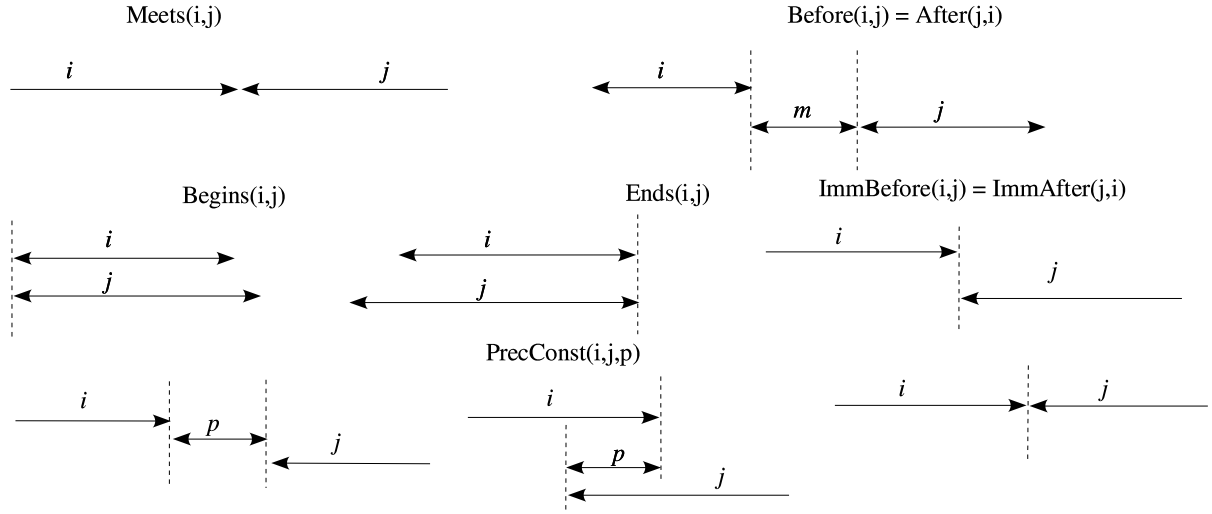 Meets(i,j)
Before(i,j) = After(j,i)
i
j
i
m
j
Begins(i,j)
Ends(i,j)
ImmBefore(i,j) = ImmAfter(j,i)
i
j
i
j
i
j
PrecConst(i,j,p)
i
p
j
i
p
j
i
j